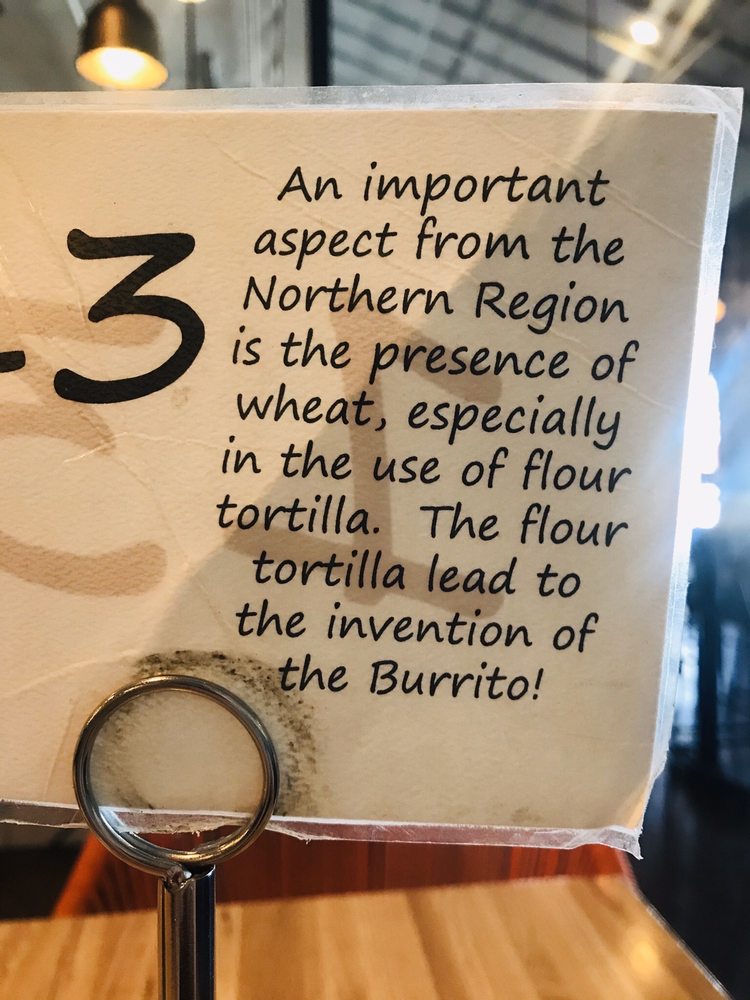 An important
aspect from the
Northern Region
-3
is the presence of
wheat, especially
in the use of flour
tortilla. The flour
tortilla lead to
the invention of
the Burrito!